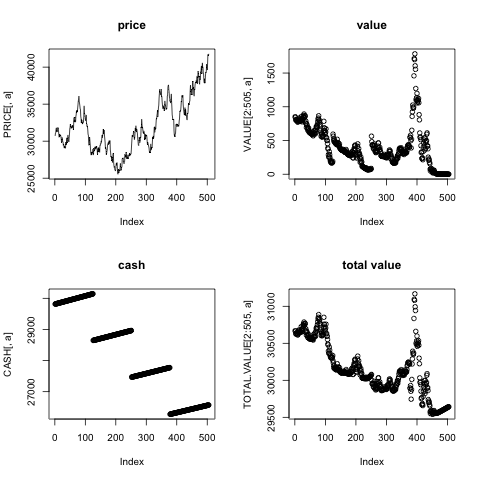 price
PRICE[, a]
25000 30000 35000 40000
0 100 200 300 400 500
Index
value
VALUE[2:505, a]
0 500 1000 1500
0 100 200 300 400 500
Index
cash
CASH[, a]
27000 29000
0 100 200 300 400 500
Index
total value
TOTAL.VALUE[2:505, a]
29500 30000 31000
0 100 200 300 400 500
Index